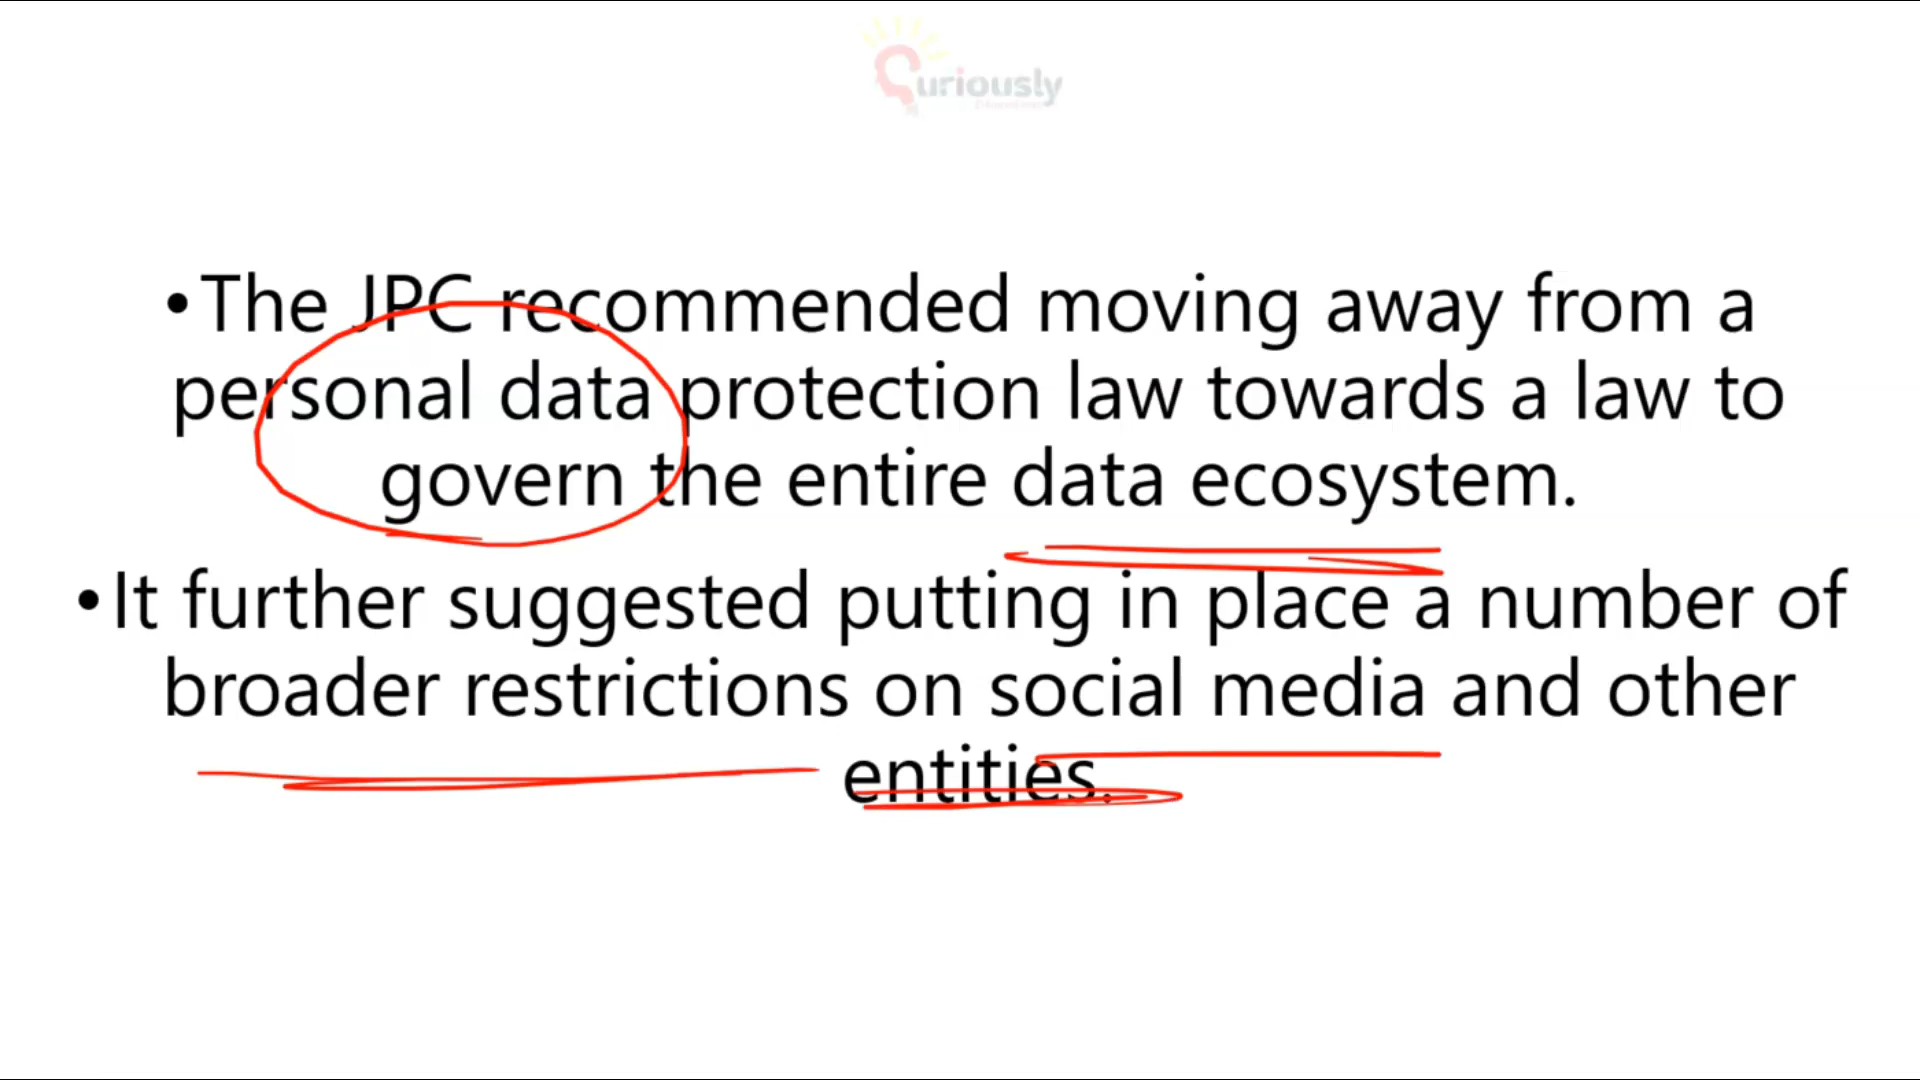 Curiously
•The JPC recommended moving away from a
personal data protection law towards a law to
govern the entire data ecosystem.
•It further suggested putting in place a number of
broader restrictions on social media and other
entities.